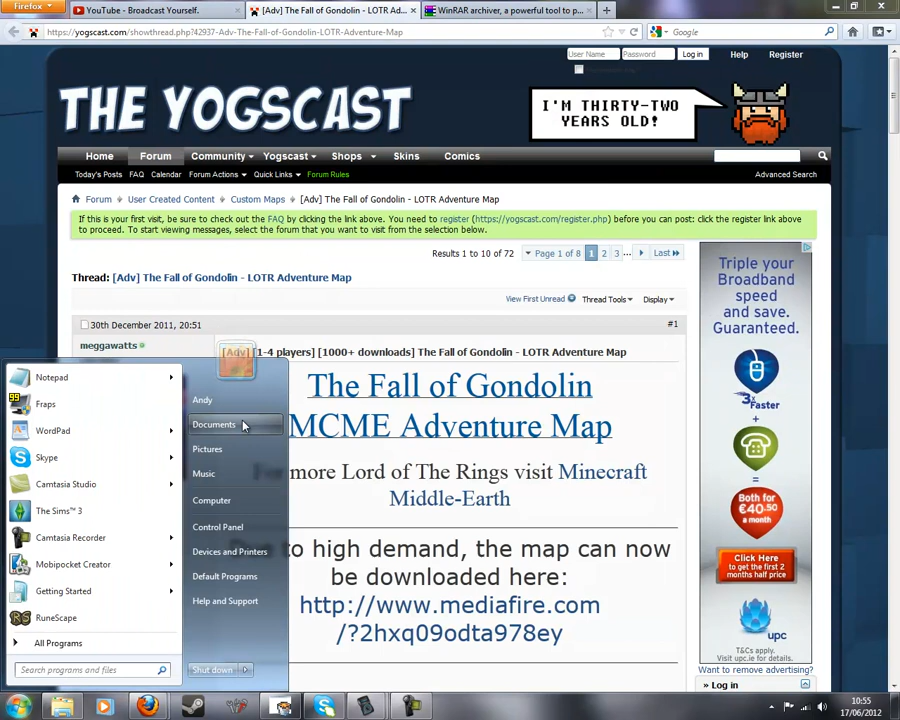 Firefox
YouTube - Broadcast Yourself.
[Adv] The Fall of Gondolin - LOTR Ad...
WinRAR archiver, a powerful tool to p...
https://yogscast.com/showthread.php?42937-Adv-The-Fall-of-Gondolin-LOTR-Adventure-Map
Google
User Name
Password
Log in
Help
Register
THE YOGSCAST
I'M THIRTY-TWO
YEARS OLD!
Home
Forum
Community
Yogscast
Shops
Skins
Comics
Today's Posts
FAQ
Calendar
Forum Actions
Quick Links
Forum Rules
Advanced Search
Forum
User Created Content
Custom Maps
[Adv] The Fall of Gondolin - LOTR Adventure Map
If this is your first visit, be sure to check out the FAQ by clicking the link above. You need to register (https://yogscast.com/register.php) before you can post: click the register link above
to proceed. To start viewing messages, select the forum that you want to visit from the selection below.
Results 1 to 10 of 72
Page 1 of 8
1
2
3
...
Last
Thread: [Adv] The Fall of Gondolin - LOTR Adventure Map
View First Unread
Thread Tools
Display
30th December 2011, 20:51
#1
meggawatts
[Adv] [1-4 players] [1000+ downloads] The Fall of Gondolin - LOTR Adventure Map
The Fall of Gondolin
MCME Adventure Map
more Lord of The Rings visit Minecraft
Middle-Earth
to high demand, the map can now
be downloaded here:
http://www.mediafire.com
/?2hxq09odta978ey
Triple your
Broadband
speed
and save.
Guaranteed.
3x
Faster
=
Both for
€40.50
a month
Click Here
to get the first 2
months half price
upc
T&Cs apply.
Visit upc.ie for details.
Want to remove advertising?
» Log in
Notepad
Fraps
WordPad
Skype
Camtasia Studio
The Sims™ 3
Camtasia Recorder
Mobipocket Creator
Getting Started
RuneScape
All Programs
Search programs and files
Andy
Documents
Pictures
Music
Computer
Control Panel
Devices and Printers
Default Programs
Help and Support
Shut down
10:55
17/06/2012